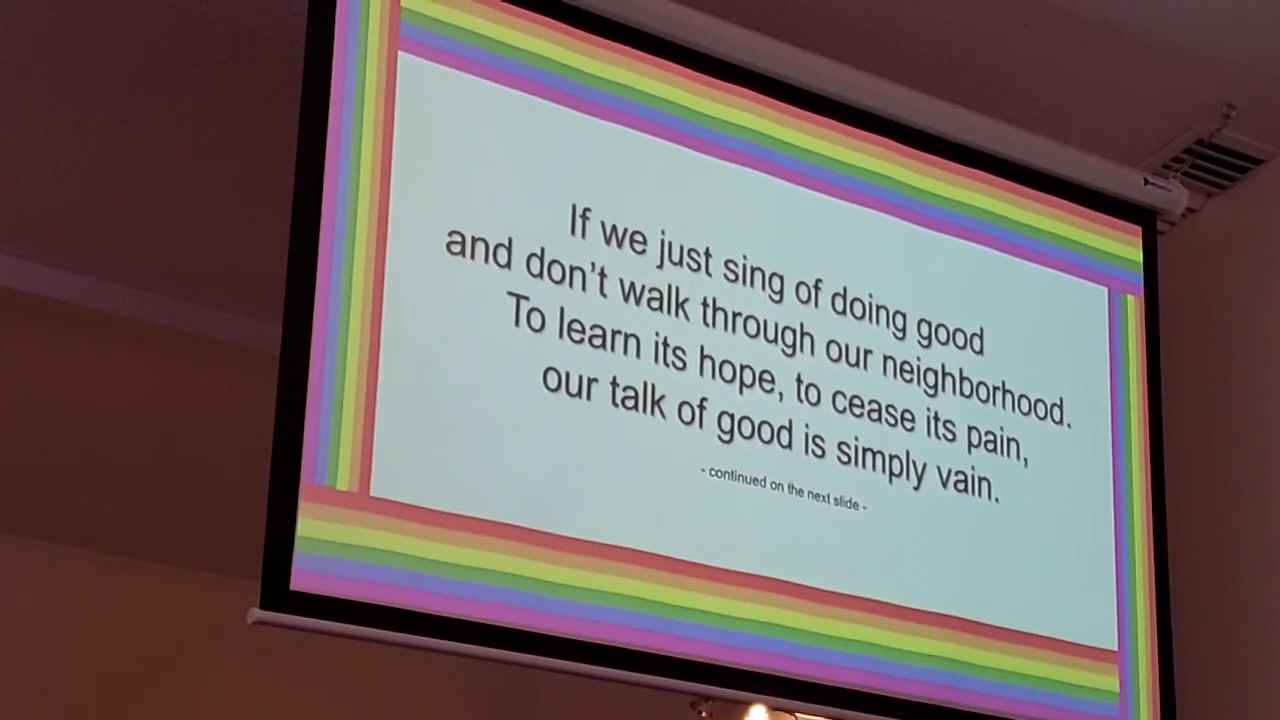 If we just sing of doing good
and don't walk through our neighborhood.
To learn its hope, to cease its pain,
our talk of good is simply vain.
- continued on the next slide -